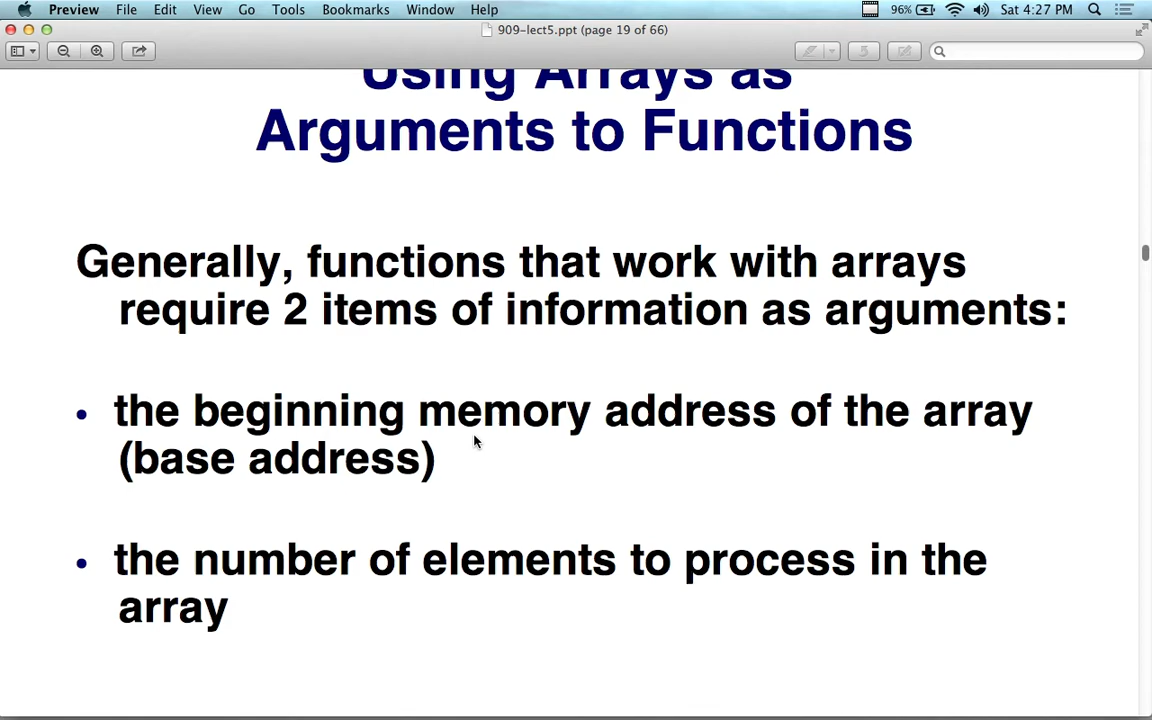 Preview File Edit View Go Tools Bookmarks Window Help 96% Sat 4:27 PM
909-lect5.ppt (page 19 of 66)
Using Arrays as
Arguments to Functions
Generally, functions that work with arrays
require 2 items of information as arguments:
• the beginning memory address of the array
(base address)
• the number of elements to process in the
array